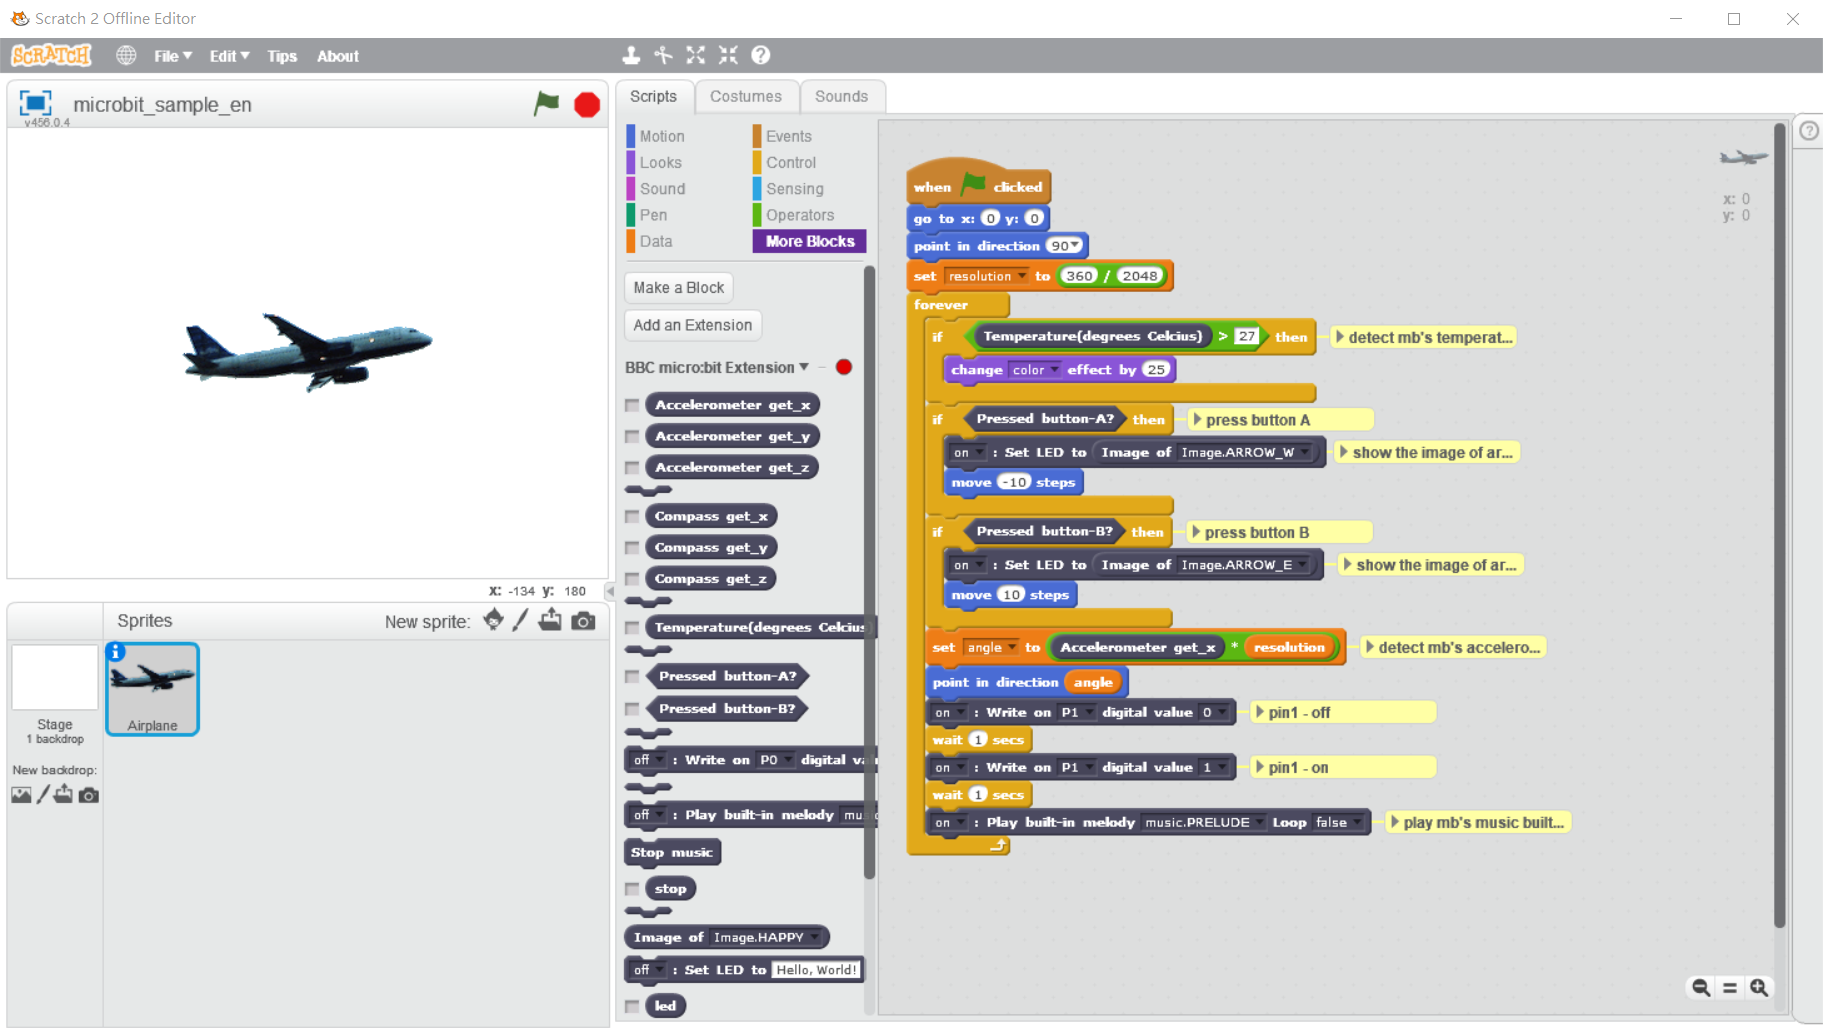 Scratch 2 Offline Editor
SCRATCH File Edit Tips About
microbit_sample_en
v456.0.4
x: -134 y: 180
Sprites New sprite:
Stage
1 backdrop
New backdrop:
Airplane
Scripts Costumes Sounds
Motion Events
Looks Control
Sound Sensing
Pen Operators
Data More Blocks
Make a Block
Add an Extension
BBC micro:bit Extension
Accelerometer get_x
Accelerometer get_y
Accelerometer get_z
Compass get_x
Compass get_y
Compass get_z
Temperature(degrees Celcius
Pressed button-A?
Pressed button-B?
off : Write on P0 digital va
off : Play built-in melody
Stop music
stop
Image of Image.HAPPY
off : Set LED to Hello, World!
led
when clicked
go to x: 0 y: 0
point in direction 90
set resolution to 360 / 2048
forever
if Temperature(degrees Celcius) > 27 then detect mb's temperat...
change color effect by 25
if Pressed button-A? then press button A
on : Set LED to Image of Image.ARROW_W show the image of ar...
move -10 steps
if Pressed button-B? then press button B
on : Set LED to Image of Image.ARROW_E show the image of ar...
move 10 steps
set angle to Accelerometer get_x * resolution detect mb's accelero...
point in direction angle
on : Write on P1 digital value 0 pin1 - off
wait 1 secs
on : Write on P1 digital value 1 pin1 - on
wait 1 secs
on : Play built-in melody music.PRELUDE Loop false play mb's music built...
x: 0
y: 0